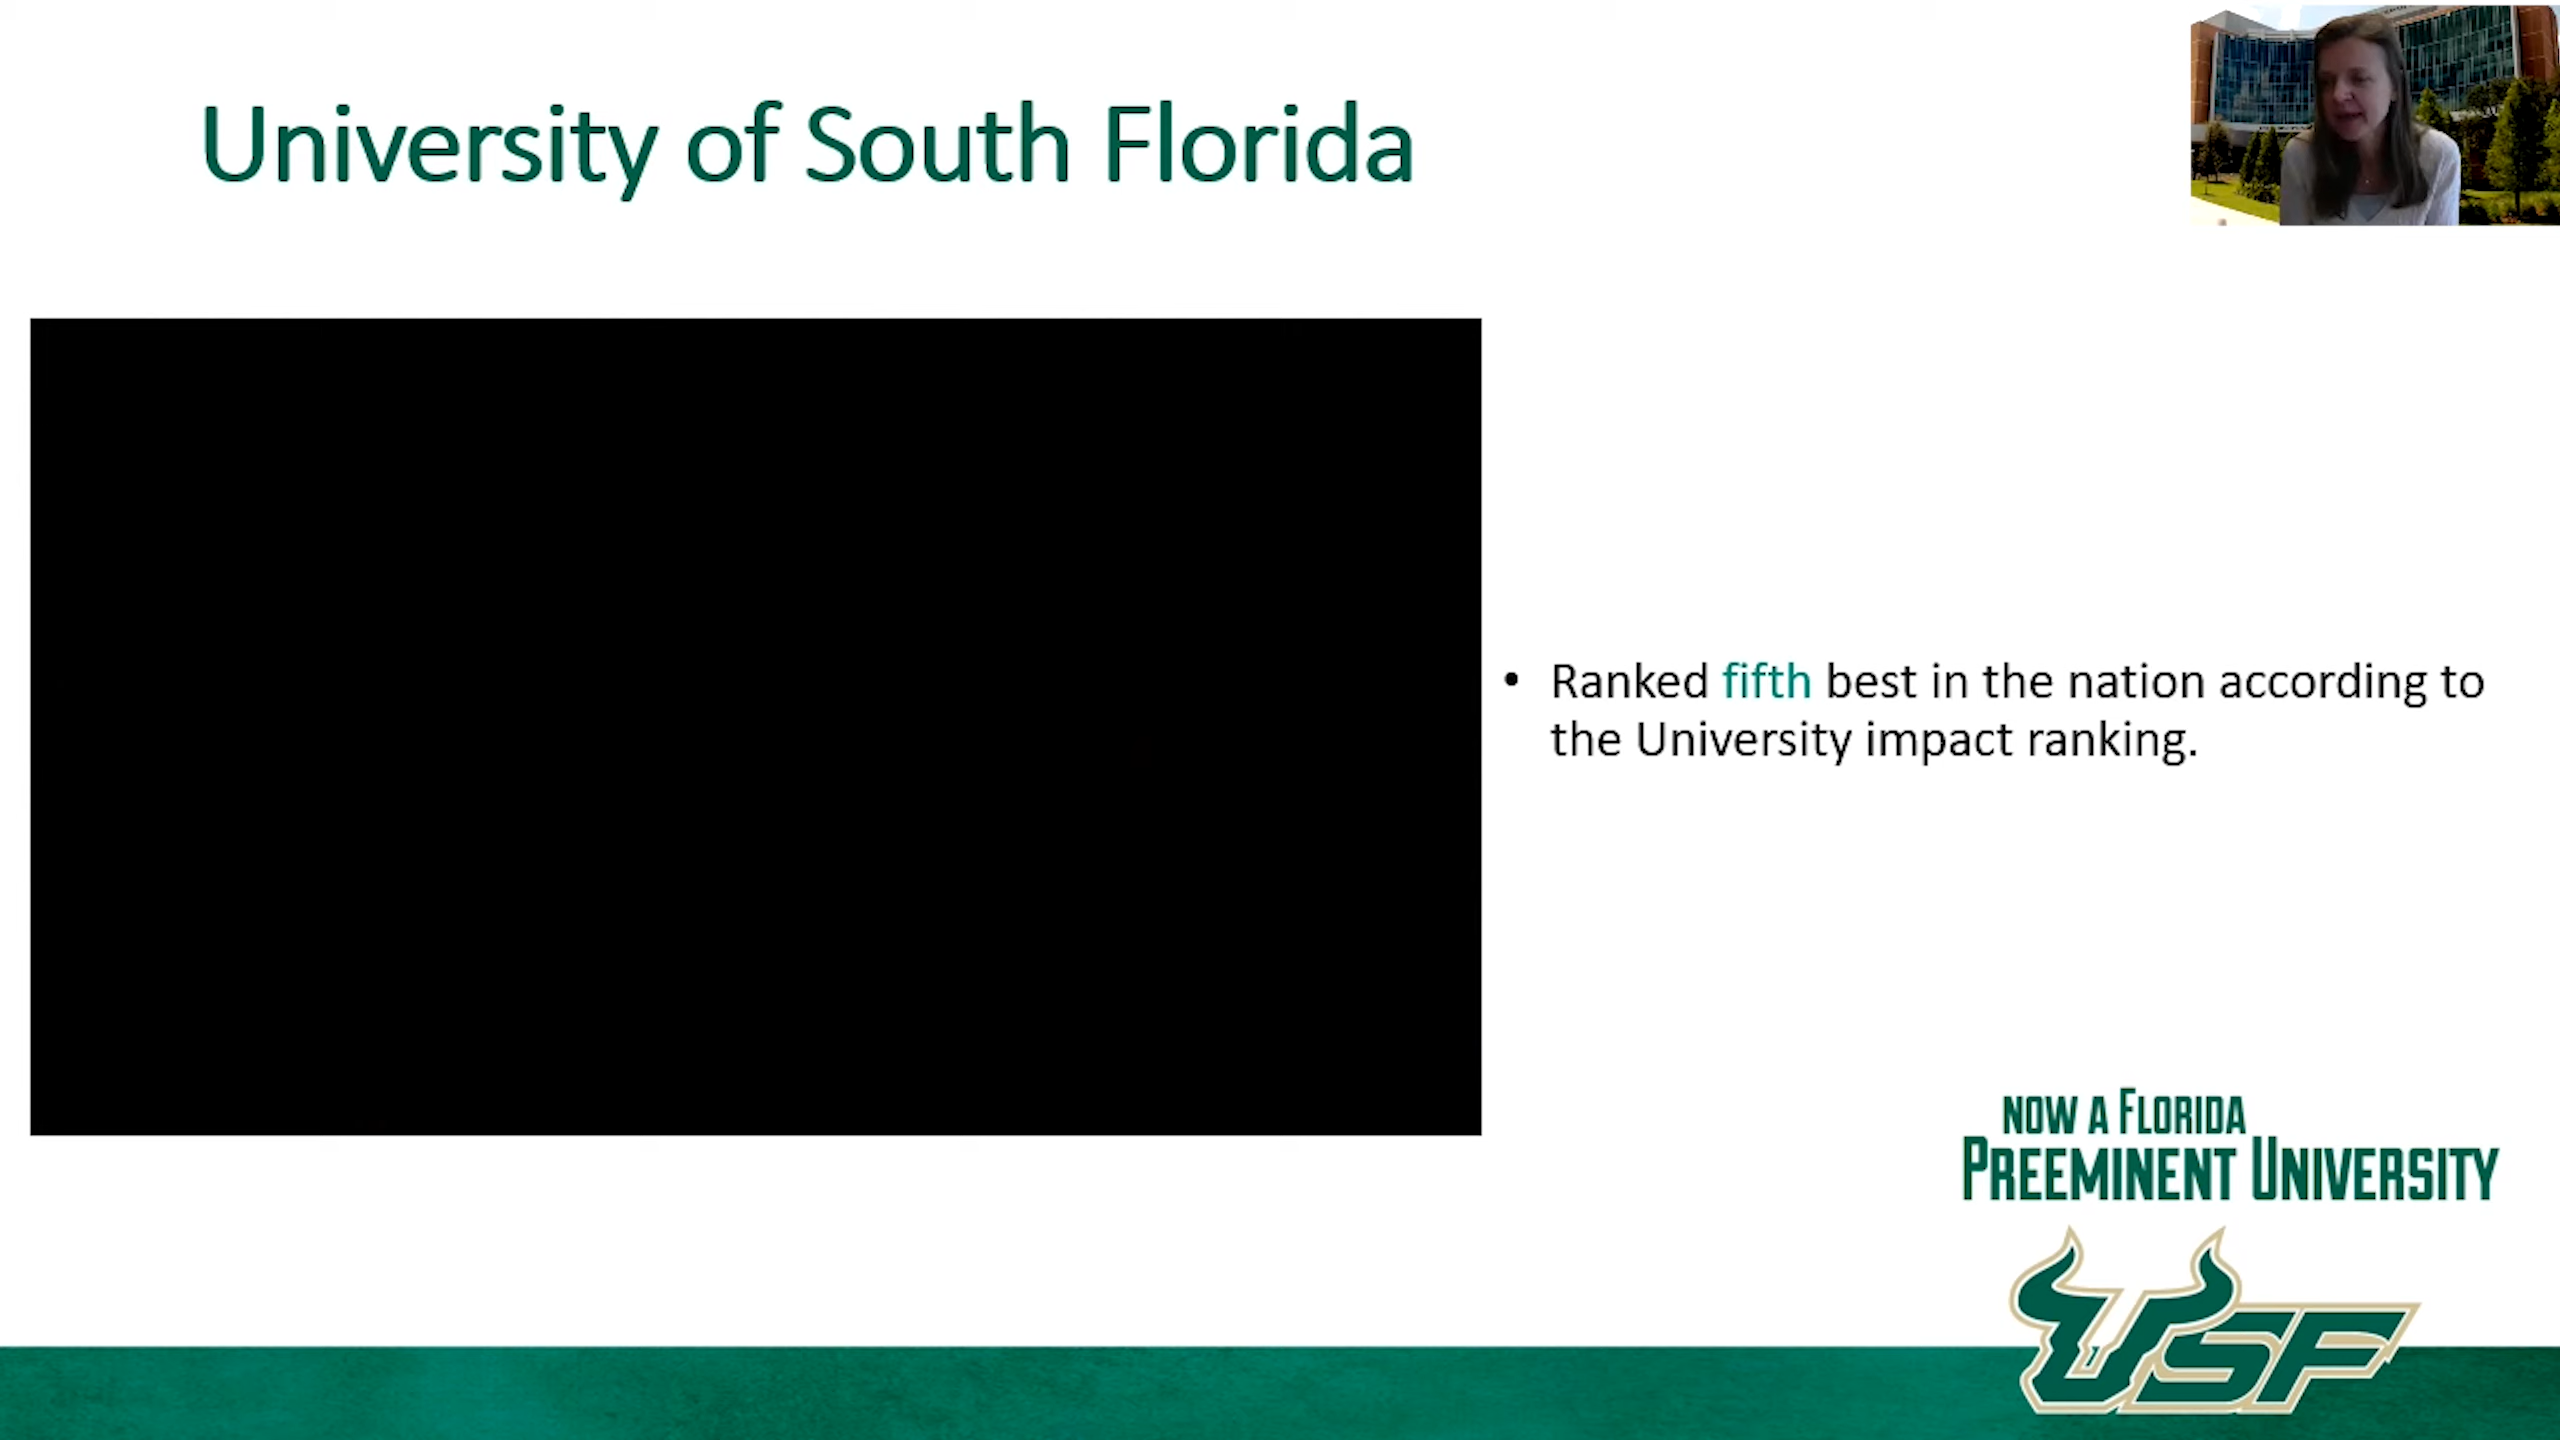 University of South Florida
• Ranked fifth best in the nation according to
the University impact ranking.
NOW A FLORIDA
PREEMINENT UNIVERSITY
USF